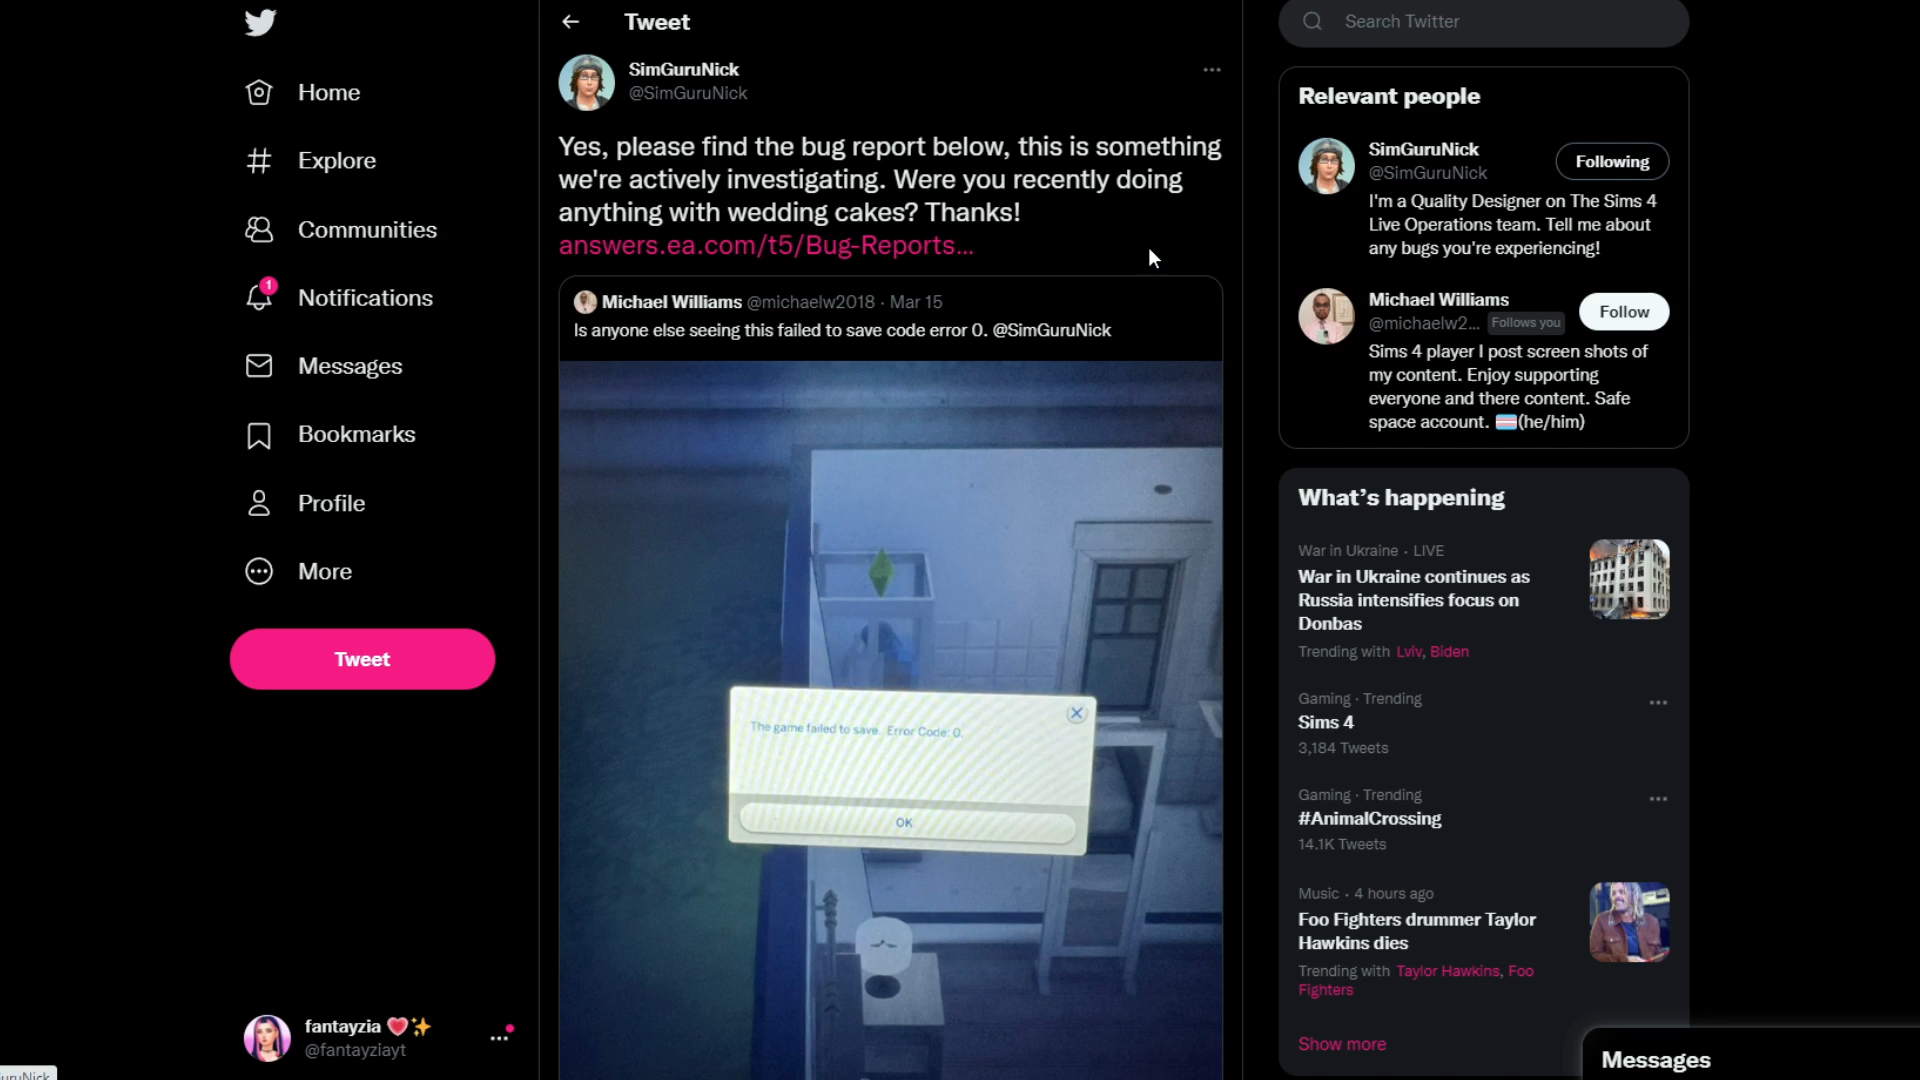 Home
Explore
Communities
1
Notifications
Messages
Bookmarks
Profile
More
Tweet
fantayzia 💗✨
@fantayziayt
Tweet
SimGuruNick
@SimGuruNick
Yes, please find the bug report below, this is something
we're actively investigating. Were you recently doing
anything with wedding cakes? Thanks!
answers.ea.com/t5/Bug-Reports...
Michael Williams @michaelw2018 · Mar 15
Is anyone else seeing this failed to save code error 0. @SimGuruNick
The game failed to save. Error Code: 0.
OK
Search Twitter
Relevant people
SimGuruNick
@SimGuruNick
Following
I'm a Quality Designer on The Sims 4
Live Operations team. Tell me about
any bugs you're experiencing!
Michael Williams
@michaelw2... Follows you
Follow
Sims 4 player I post screen shots of
my content. Enjoy supporting
everyone and there content. Safe
space account. (he/him)
What's happening
War in Ukraine · LIVE
War in Ukraine continues as
Russia intensifies focus on
Donbas
Trending with Lviv, Biden
Gaming · Trending
Sims 4
3,184 Tweets
Gaming · Trending
#AnimalCrossing
14.1K Tweets
Music · 4 hours ago
Foo Fighters drummer Taylor
Hawkins dies
Trending with Taylor Hawkins, Foo
Fighters
Show more
Messages